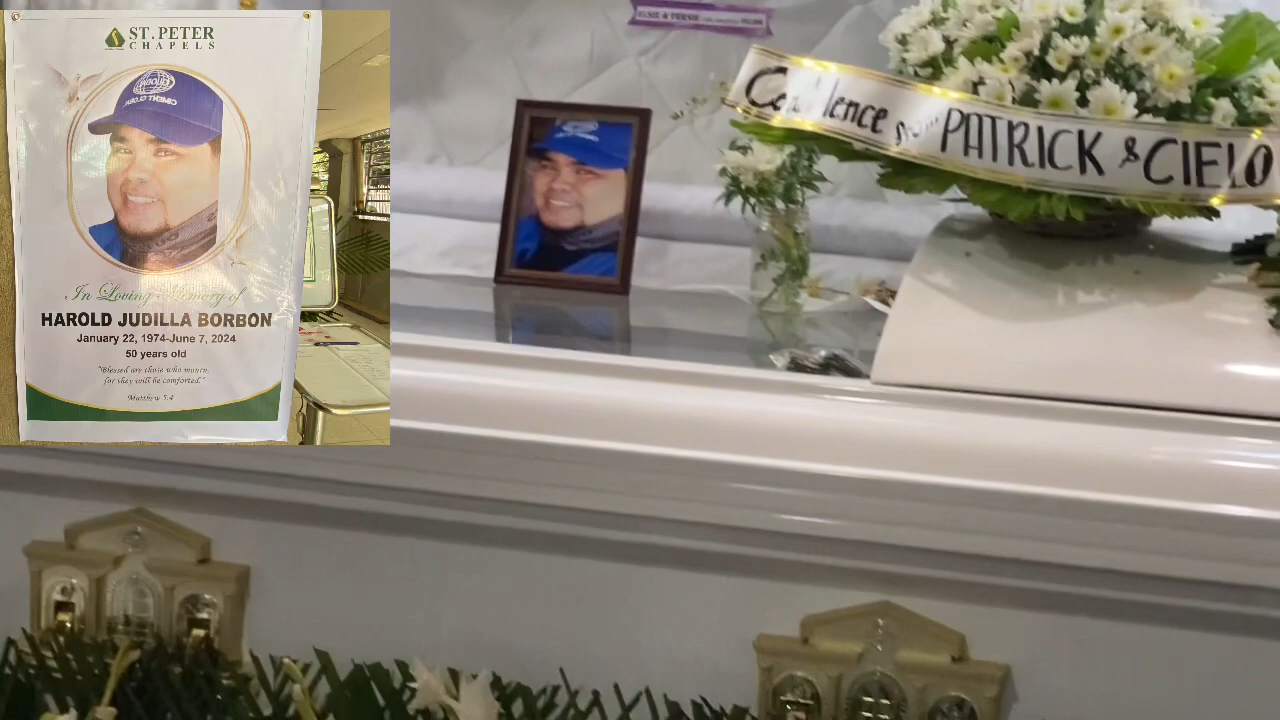 ST. PETER
CHAPELS
In Loving Memory of
HAROLD JUDILLA BORBON
January 22, 1974-June 7, 2024
50 years old
"Blessed are those who mourn,
for they will be comforted."
Matthew 5:4
PATRICK & CIELO